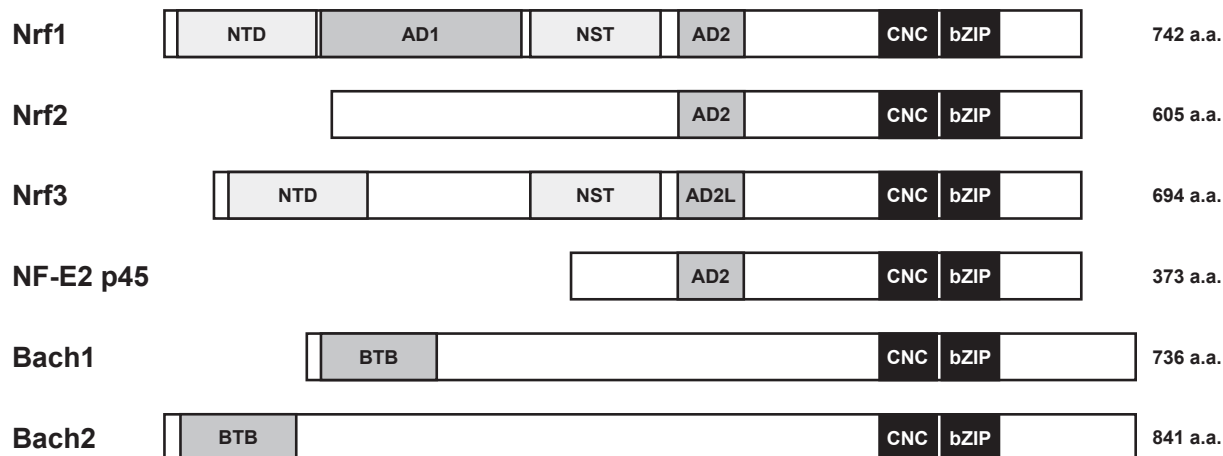 Nrf1 NTD AD1 NST AD2 CNC bZIP 742 a.a.
Nrf2 AD2 CNC bZIP 605 a.a.
Nrf3 NTD NST AD2L CNC bZIP 694 a.a.
NF-E2 p45 AD2 CNC bZIP 373 a.a.
Bach1 BTB CNC bZIP 736 a.a.
Bach2 BTB CNC bZIP 841 a.a.